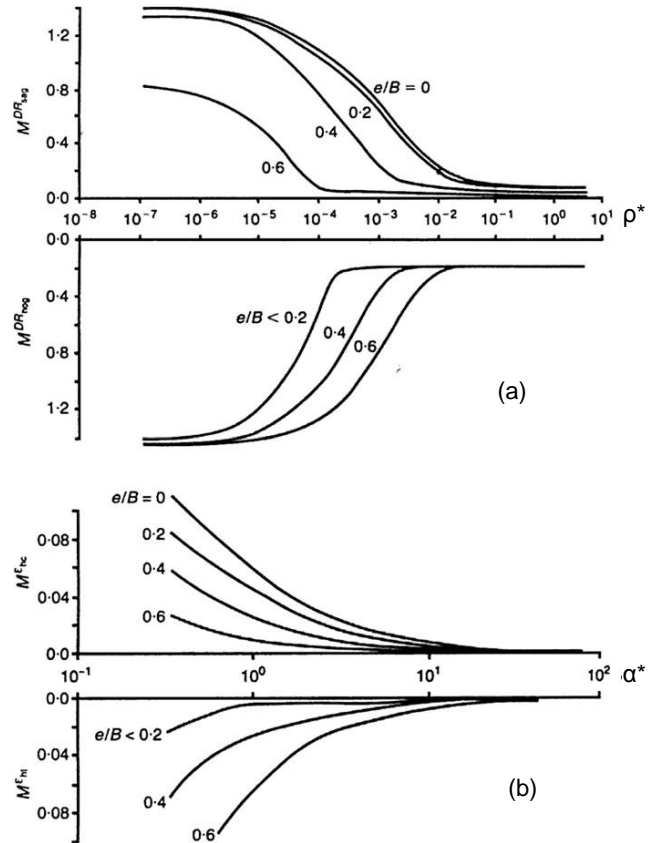 1·2
0·8
0·4
0·0
M^DR_sag
e/B = 0
0·2
0·4
0·6
10^-8 10^-7 10^-6 10^-5 10^-4 10^-3 10^-2 10^-1 10^0 10^1 ρ*
0·0
0·4
0·8
1·2
M^DR_hog
e/B < 0·2
0·4
0·6
(a)
0·08
0·04
0·0
M^ε_hc
e/B = 0
0·2
0·4
0·6
10^-1 10^0 10^1 10^2 α*
0·0
0·04
0·08
M^ε_ht
e/B < 0·2
0·4
0·6
(b)